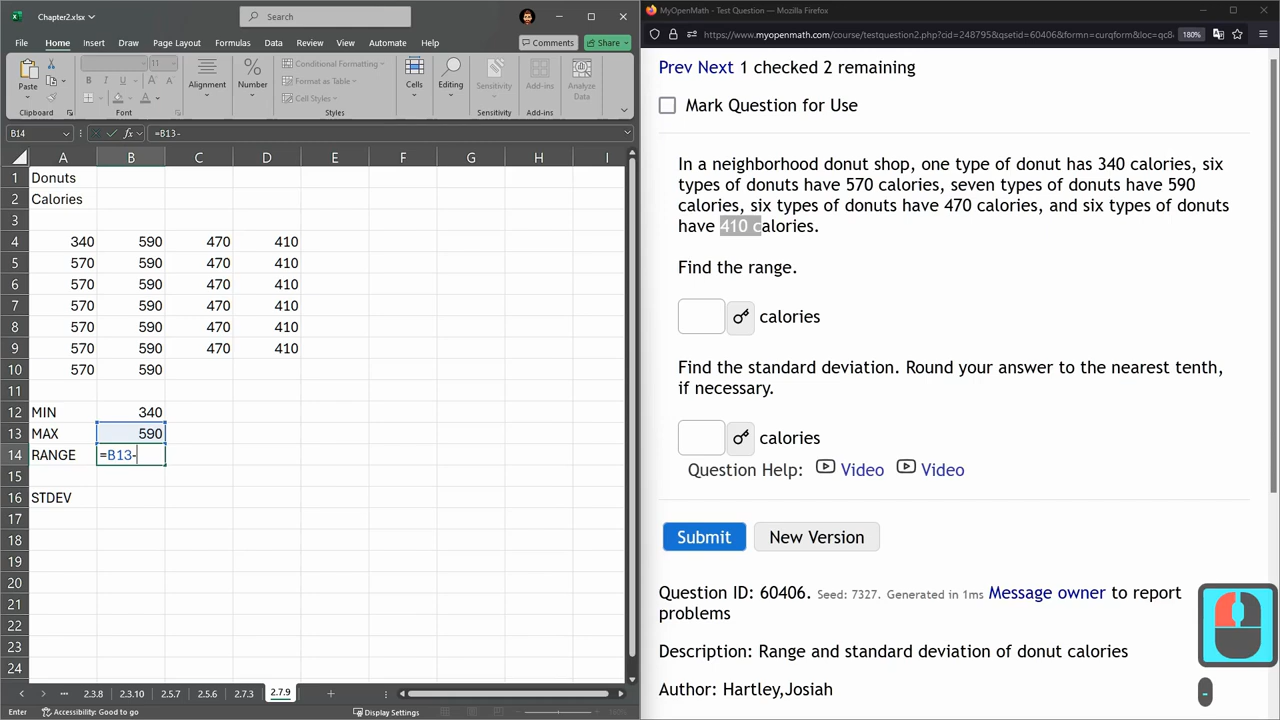 Chapter2.xlsx
Search
File Home Insert Draw Page Layout Formulas Data Review View Automate Help Comments Share
Paste
Clipboard
11
B I U A A
A
Font
Alignment
Number
Conditional Formatting
Format as Table
Cell Styles
Styles
Cells
Editing
Sensitivity
Sensitivity
Add-ins
Add-ins
Analyze
Data
B14 fx =B13-
A B C D E F G H I
1 Donuts
2 Calories
3
4 340 590 470 410
5 570 590 470 410
6 570 590 470 410
7 570 590 470 410
8 570 590 470 410
9 570 590 470 410
10 570 590
11
12 MIN 340
13 MAX 590
14 RANGE =B13-
15
16 STDEV
17
18
19
20
21
22
23
24
2.3.8 2.3.10 2.5.7 2.5.6 2.7.3 2.7.9
Enter Accessibility: Good to go Display Settings
MyOpenMath - Test Question — Mozilla Firefox
https://www.myopenmath.com/course/testquestion2.php?cid=248795&qsetid=60406&formn=curqform&loc=qc8 180%
Prev Next 1 checked 2 remaining
Mark Question for Use
In a neighborhood donut shop, one type of donut has 340 calories, six
types of donuts have 570 calories, seven types of donuts have 590
calories, six types of donuts have 470 calories, and six types of donuts
have 410 calories.
Find the range.
calories
Find the standard deviation. Round your answer to the nearest tenth,
if necessary.
calories
Question Help: Video Video
Submit New Version
Question ID: 60406. Seed: 7327. Generated in 1ms Message owner to report
problems
Description: Range and standard deviation of donut calories
Author: Hartley,Josiah
-